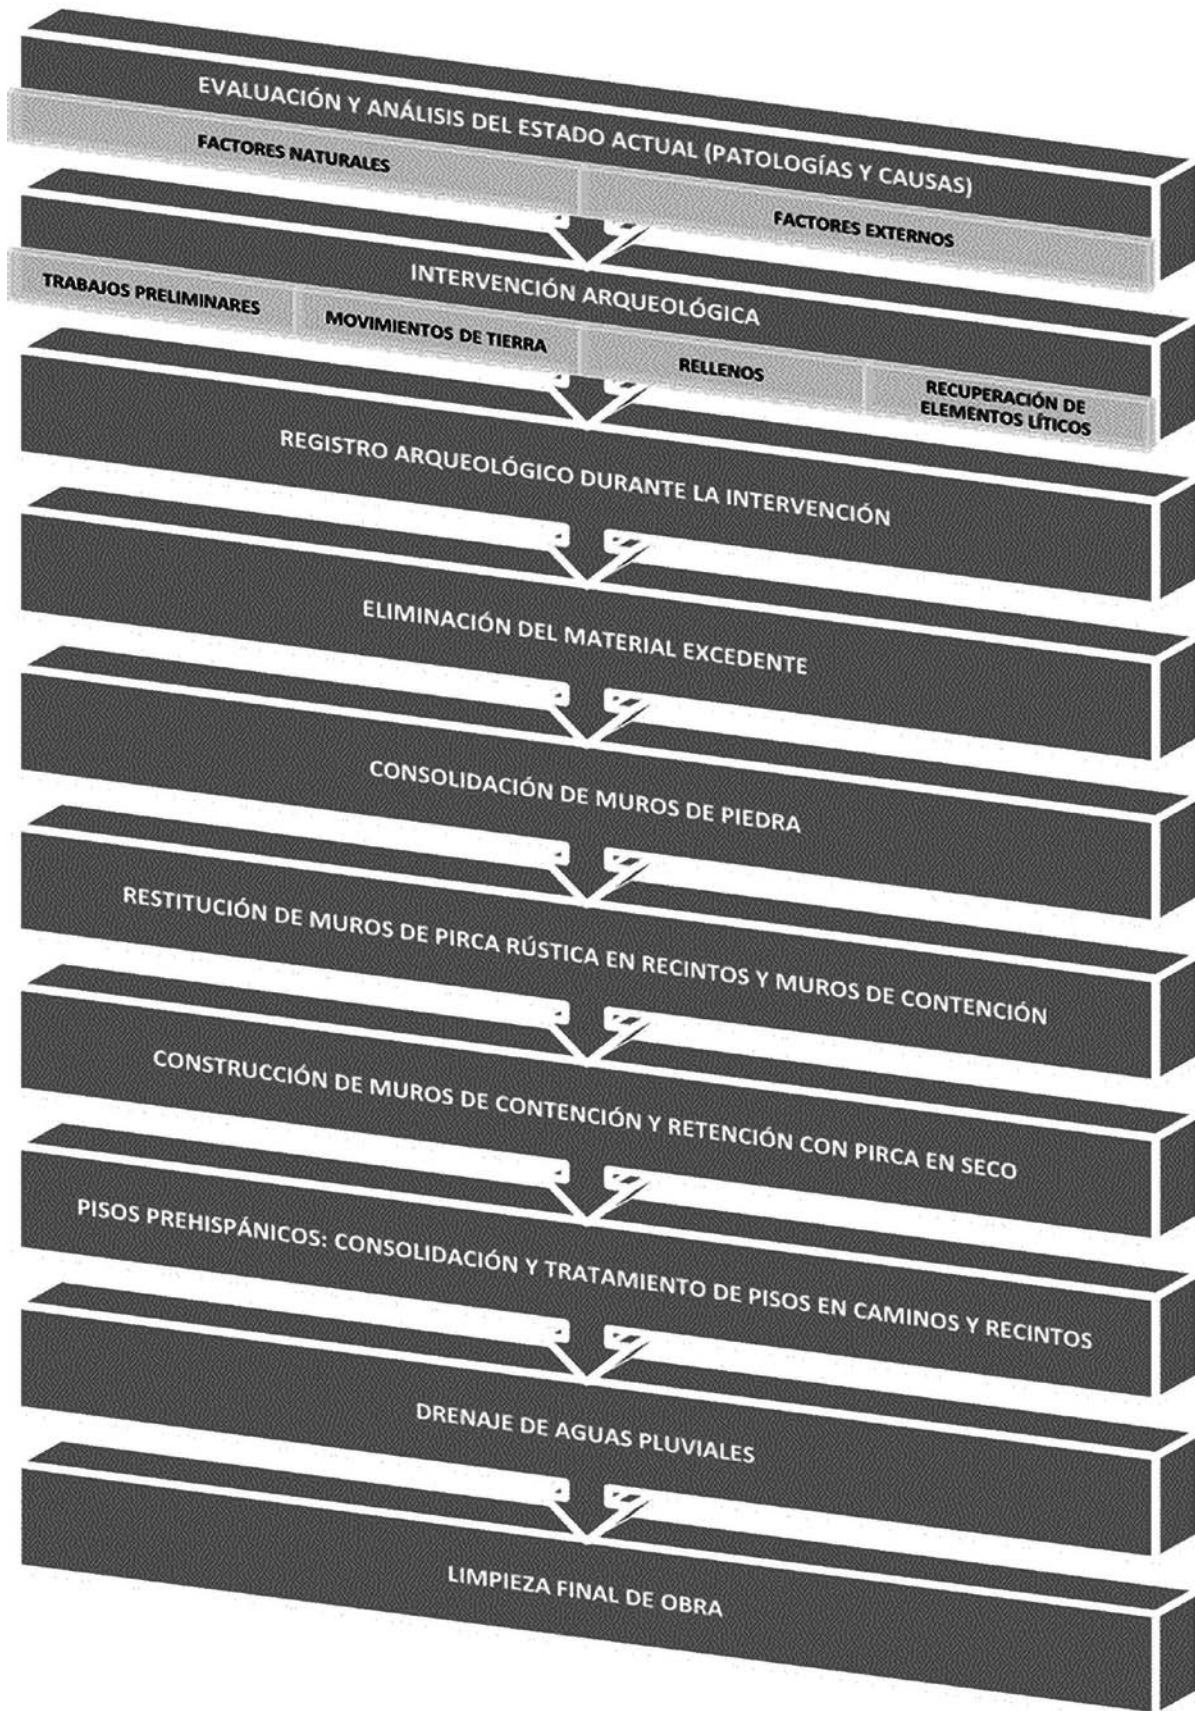 EVALUACIÓN Y ANÁLISIS DEL ESTADO ACTUAL (PATOLOGÍAS Y CAUSAS)
FACTORES NATURALES
FACTORES EXTERNOS
INTERVENCIÓN ARQUEOLÓGICA
TRABAJOS PRELIMINARES
MOVIMIENTOS DE TIERRA
RELLENOS
RECUPERACIÓN DE
ELEMENTOS LÍTICOS
REGISTRO ARQUEOLÓGICO DURANTE LA INTERVENCIÓN
ELIMINACIÓN DEL MATERIAL EXCEDENTE
CONSOLIDACIÓN DE MUROS DE PIEDRA
RESTITUCIÓN DE MUROS DE PIRCA RÚSTICA EN RECINTOS Y MUROS DE CONTENCIÓN
CONSTRUCCIÓN DE MUROS DE CONTENCIÓN Y RETENCIÓN CON PIRCA EN SECO
PISOS PREHISPÁNICOS: CONSOLIDACIÓN Y TRATAMIENTO DE PISOS EN CAMINOS Y RECINTOS
DRENAJE DE AGUAS PLUVIALES
LIMPIEZA FINAL DE OBRA